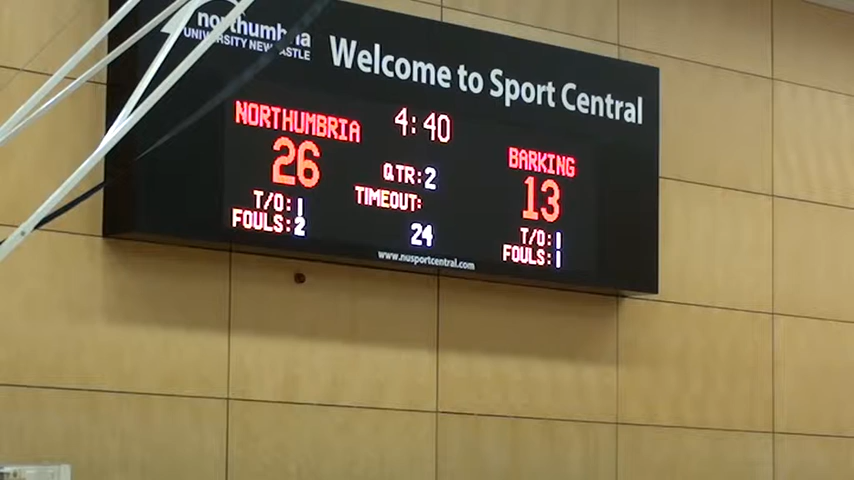 northumbria
UNIVERSITY NEWCASTLE
Welcome to Sport Central
NORTHUMBRIA
4:40
BARKING
26
QTR:2
13
TIMEOUT:
T/O:1
FOULS:2
24
T/O:1
FOULS:1
www.nusportcentral.com